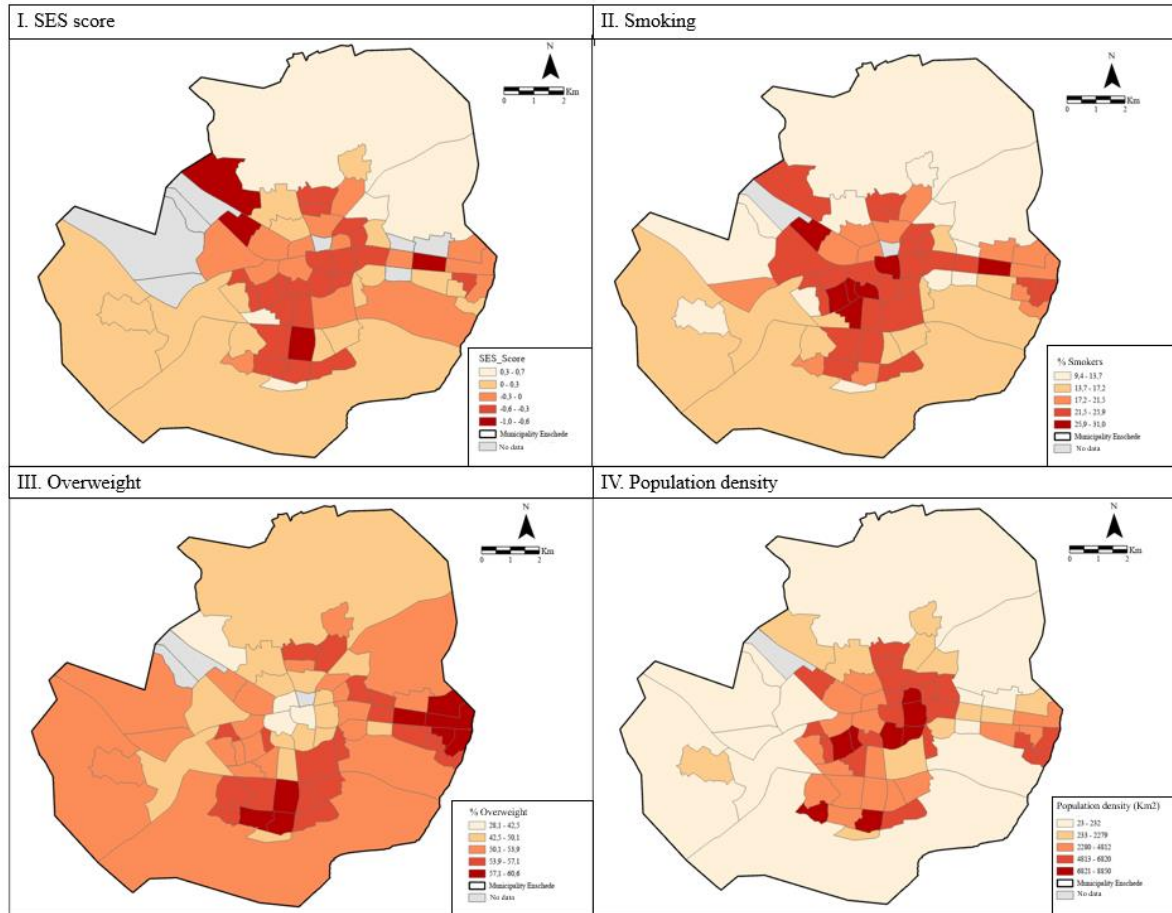 I. SES score
II. Smoking
N
0 1 2
Km
SES_Score
0,3 - 0,7
0 - 0,3
-0,3 - 0
-0,6 - -0,3
-1,0 - -0,6
Municipality Enschede
No data
N
0 1 2
Km
% Smokers
9,4 - 13,7
13,7 - 17,2
17,2 - 21,5
21,5 - 25,9
25,9 - 31,0
Municipality Enschede
No data
III. Overweight
IV. Population density
N
0 1 2
Km
% Overweight
28,1 - 42,5
42,5 - 50,1
50,1 - 53,9
53,9 - 57,1
57,1 - 60,6
Municipality Enschede
No data
N
0 1 2
Km
Population density (Km2)
23 - 232
233 - 2279
2280 - 4812
4813 - 6820
6821 - 8850
Municipality Enschede
No data